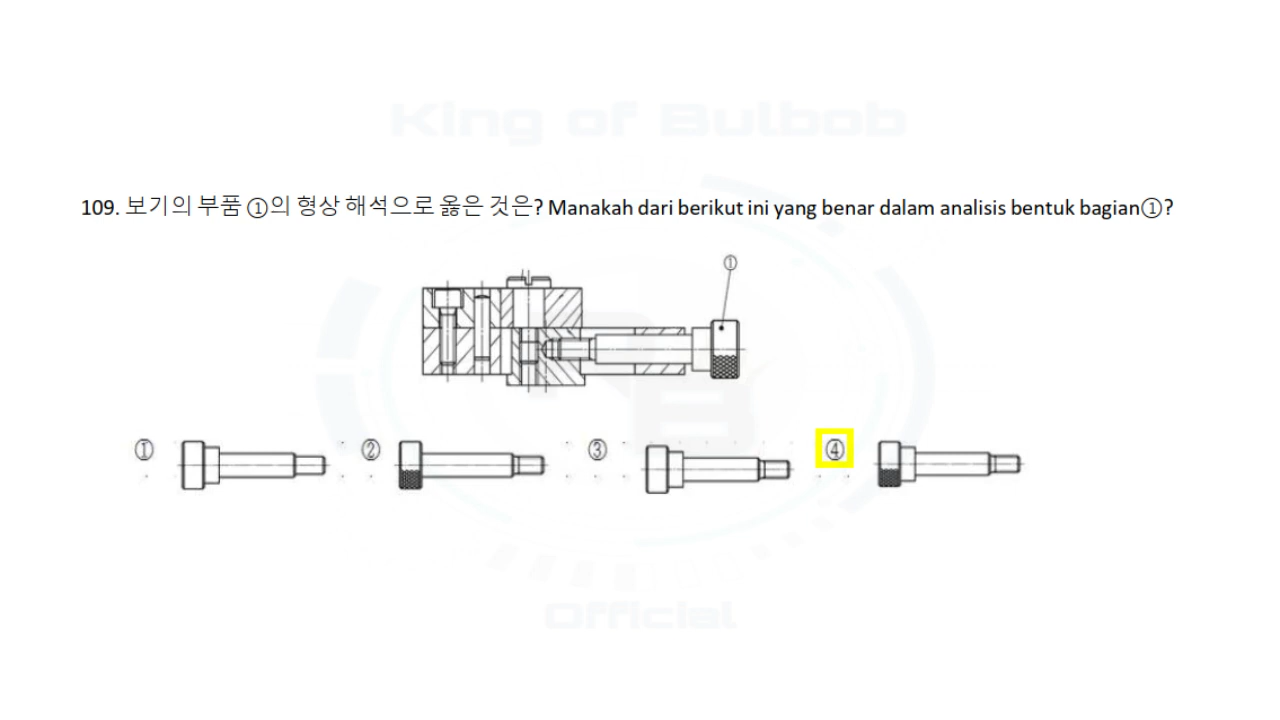 King of Bulbob
109. 보기의 부품 ①의 형상 해석으로 옳은 것은? Manakah dari berikut ini yang benar dalam analisis bentuk bagian①?
①
① ② ③ ④
Official